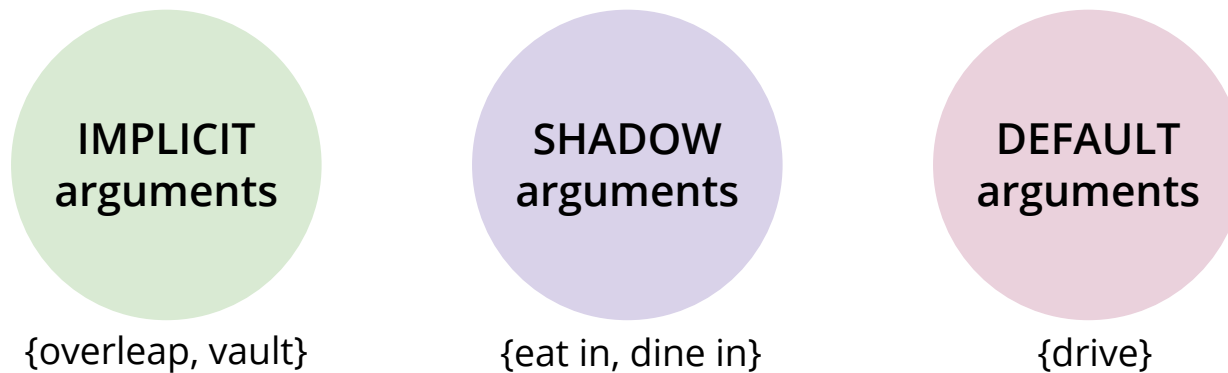 IMPLICIT
arguments
{overleap, vault}
SHADOW
arguments
{eat in, dine in}
DEFAULT
arguments
{drive}